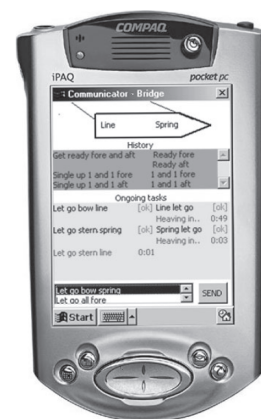 COMPAQ
iPAQ pocket pc
Communicator - Bridge
Line Spring
History
Get ready fore and aft Ready fore
Ready aft
Single up 1 and 1 fore 1 and 1 fore
Single up 1 and 1 aft 1 and 1 aft
Ongoing tasks
Let go bow line [ok] Line let go [ok]
Heaving in.. 0:49
Let go stern spring [ok] Spring let go [ok]
Heaving in.. 0:03
Let go stern line 0:01
Let go bow spring
Let go all fore
SEND
Start